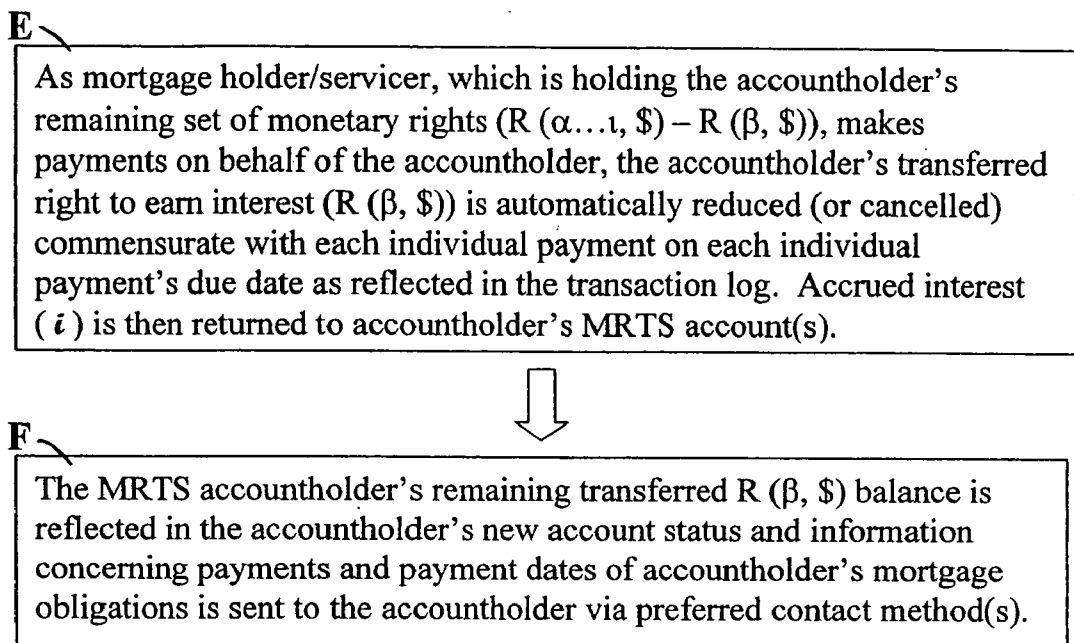 E
As mortgage holder/servicer, which is holding the accountholder's
remaining set of monetary rights (R (α…ι, $) – R (β, $)), makes
payments on behalf of the accountholder, the accountholder's transferred
right to earn interest (R (β, $)) is automatically reduced (or cancelled)
commensurate with each individual payment on each individual
payment's due date as reflected in the transaction log.  Accrued interest
( i ) is then returned to accountholder's MRTS account(s).
F
The MRTS accountholder's remaining transferred R (β, $) balance is
reflected in the accountholder's new account status and information
concerning payments and payment dates of accountholder's mortgage
obligations is sent to the accountholder via preferred contact method(s).